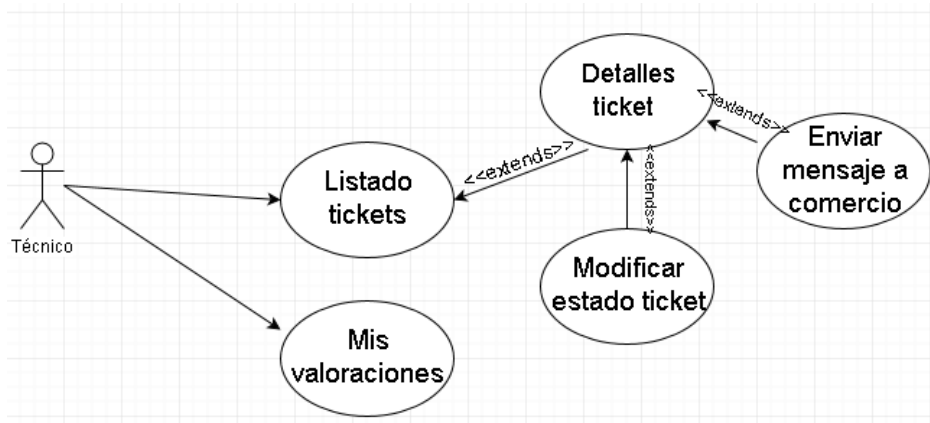 Detalles
ticket
<<extends>>
Enviar
mensaje a
comercio
<<extends>>
Listado
tickets
<<extends>>
Técnico
Modificar
estado ticket
Mis
valoraciones